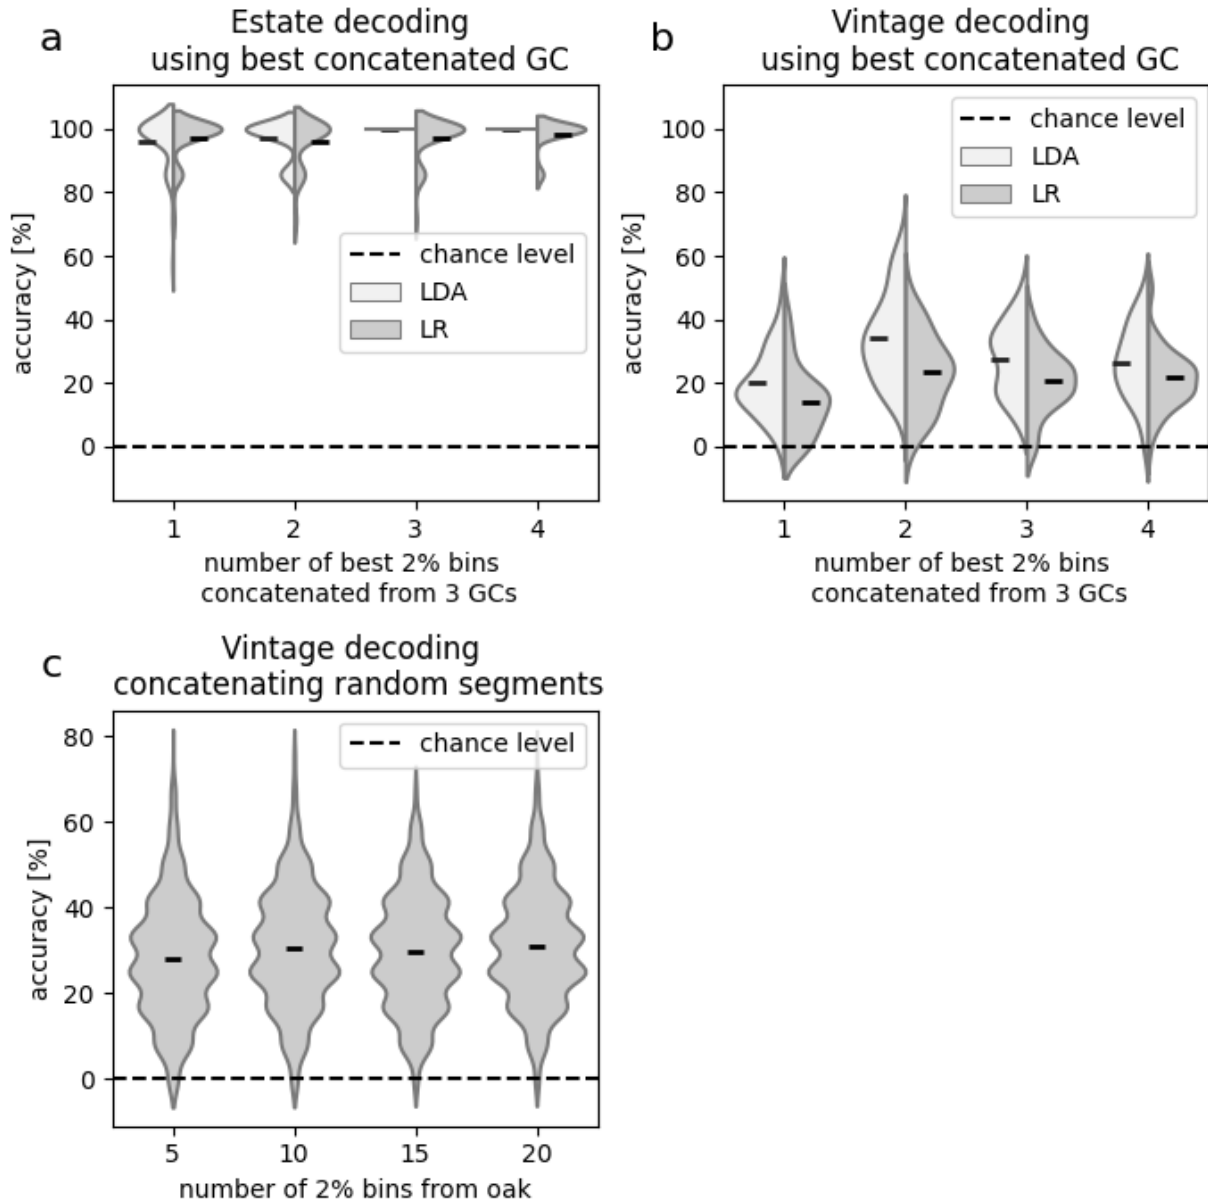 a
Estate decoding
using best concatenated GC
accuracy [%]
100
80
60
40
20
0
chance level
LDA
LR
1 2 3 4
number of best 2% bins
concatenated from 3 GCs
b
Vintage decoding
using best concatenated GC
accuracy [%]
100
80
60
40
20
0
chance level
LDA
LR
1 2 3 4
number of best 2% bins
concatenated from 3 GCs
c
Vintage decoding
concatenating random segments
accuracy [%]
80
60
40
20
0
chance level
5 10 15 20
number of 2% bins from oak